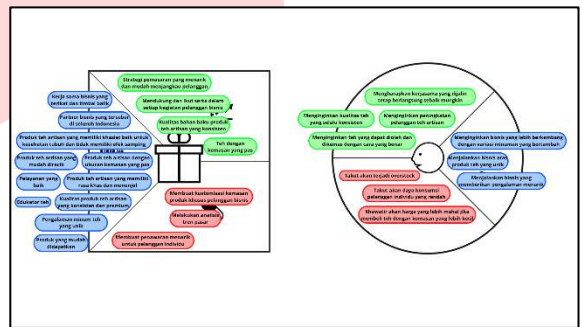 Strategi pemasaran yang menarik
dan mudah menjangkau pelanggan
Kerja sama bisnis yang
terikat dan timbal balik
Mendukung dan ikut serta dalam
setiap kegiatan pelanggan bisnis
Partner bisnis yang tersebar
di seluruh Indonesia
Kualitas bahan baku produk
teh artisan yang konsisten
Produk teh artisan yang memiliki khasiat baik untuk
kesehatan tubuh dan tidak memiliki efek samping
Teh dengan
kemasan yang pas
Produk teh artisan yang
mudah diracik
Produk teh artisan dengan
ukuran kemasan yang pas
Pelayanan yang
baik
Produk teh artisan yang memiliki
rasa khas dan menonjol
Edukator teh
Kualitas produk teh artisan
yang konsisten dan premium
Pengalaman minum teh
yang unik
Produk yang mudah
didapatkan
Membuat kustomisasi kemasan
produk khusus pelanggan bisnis
Melakukan analisis
tren pasar
Membuat penawaran menarik
untuk pelanggan individu
Mengharapkan kerjasama yang dijalin
tetap berlangsung sebaik mungkin
Menginginkan kualitas teh
yang selalu konsisten
Menginginkan peningkatan
pelanggan teh artisan
Menginginkan teh yang dapat diolah dan
dikemas dengan cara yang benar
Menginginkan bisnis yang lebih berkembang
dengan variasi minuman yang bertambah
Menjalankan bisnis atas
produk teh yang unik
Menjalankan bisnis yang
memberikan pengalaman menarik
Takut akan terjadi overstock
Takut akan daya konsumsi
pelanggan individu yang rendah
Khawatir akan harga yang lebih mahal jika
membeli teh dengan kemasan yang lebih kecil